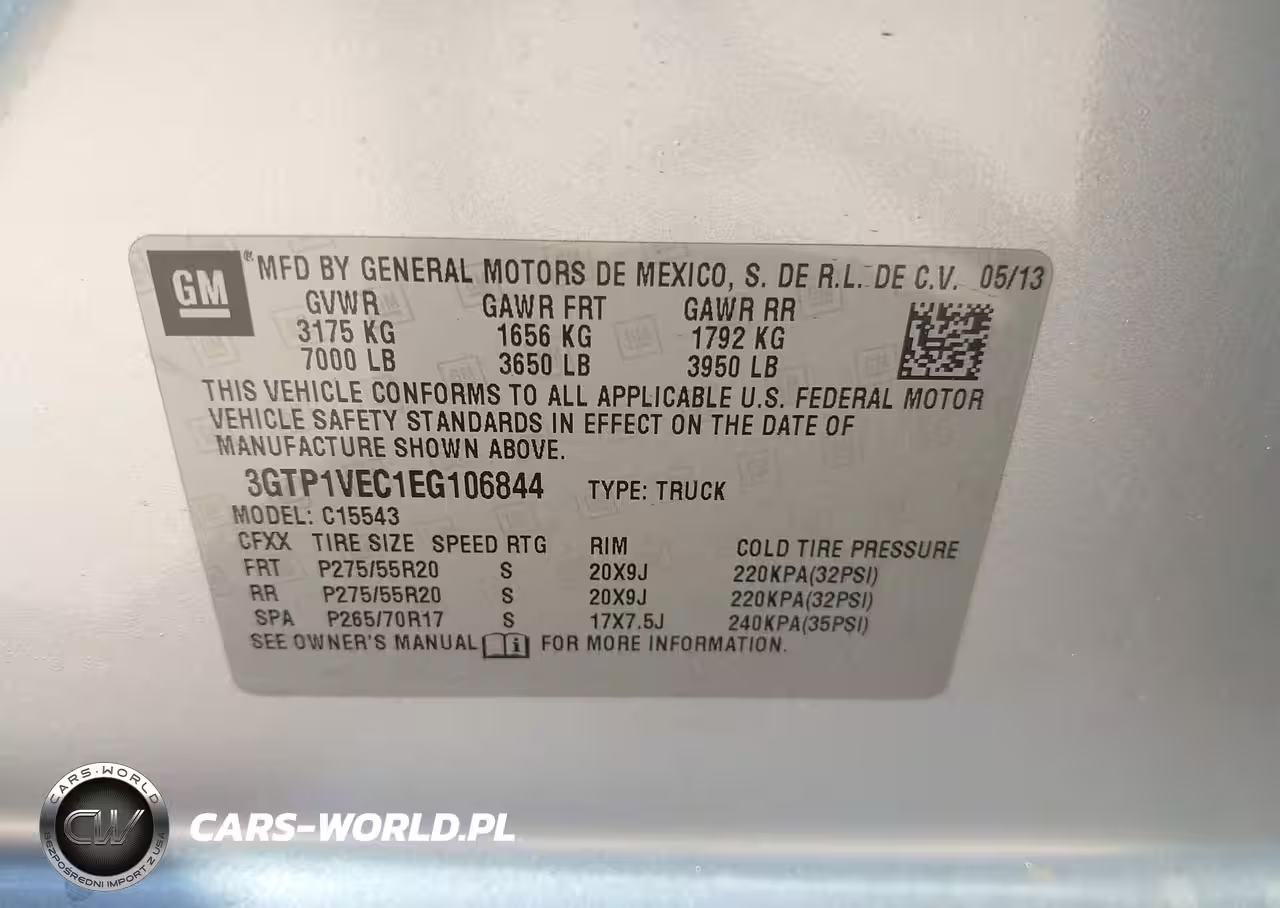 GM ® MFD BY GENERAL MOTORS DE MEXICO, S. DE R.L. DE C.V. 05/13
GVWR GAWR FRT GAWR RR
3175 KG 1656 KG 1792 KG
7000 LB 3650 LB 3950 LB
THIS VEHICLE CONFORMS TO ALL APPLICABLE U.S. FEDERAL MOTOR
VEHICLE SAFETY STANDARDS IN EFFECT ON THE DATE OF
MANUFACTURE SHOWN ABOVE.
3GTP1VEC1EG106844 TYPE: TRUCK
MODEL: C15543
CFXX TIRE SIZE SPEED RTG RIM COLD TIRE PRESSURE
FRT P275/55R20 S 20X9J 220KPA(32PSI)
RR P275/55R20 S 20X9J 220KPA(32PSI)
SPA P265/70R17 S 17X7.5J 240KPA(35PSI)
SEE OWNER'S MANUAL i FOR MORE INFORMATION.
CARS-WORLD
CW
BEZPOŚREDNI IMPORT Z USA
CARS-WORLD.PL